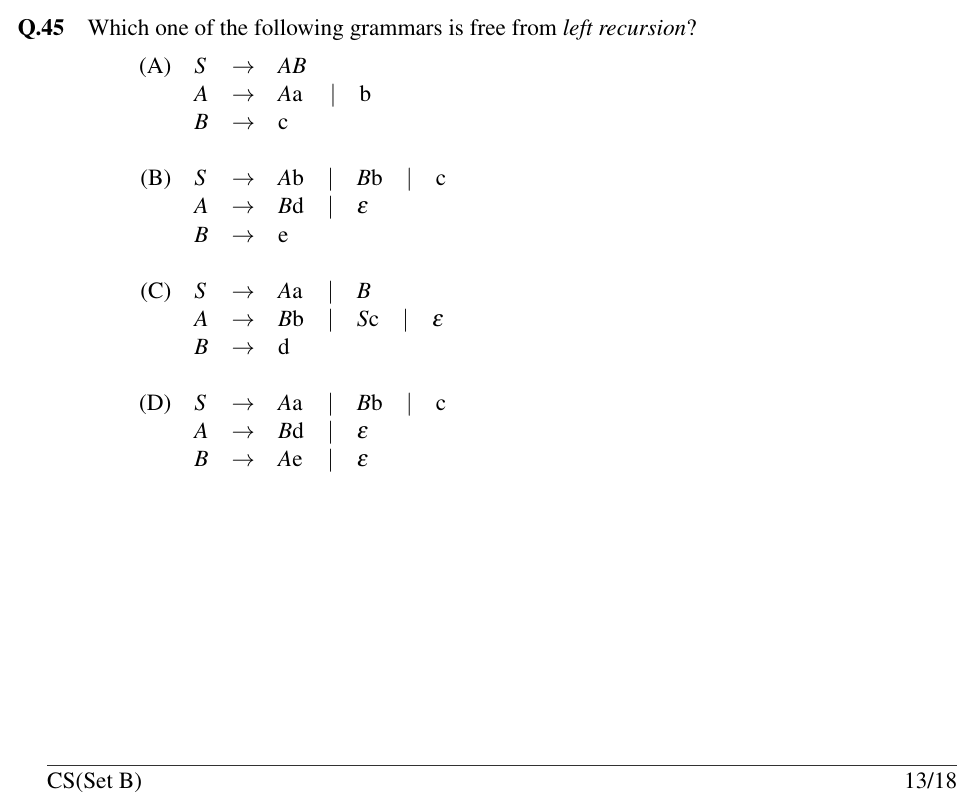 Q.45 Which one of the following grammars is free from left recursion?
(A) S → AB
A → Aa | b
B → c
(B) S → Ab | Bb | c
A → Bd | ε
B → e
(C) S → Aa | B
A → Bb | Sc | ε
B → d
(D) S → Aa | Bb | c
A → Bd | ε
B → Ae | ε
CS(Set B) 13/18